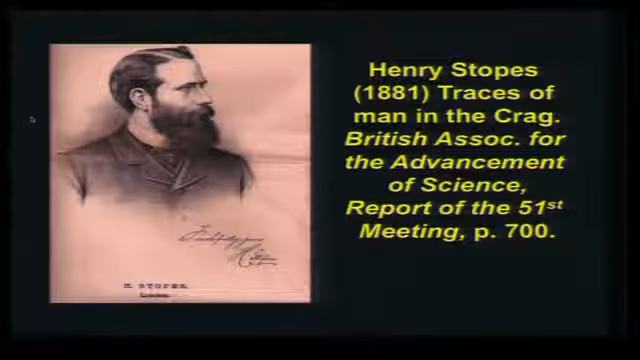 Henry Stopes
(1881) Traces of
man in the Crag.
British Assoc. for
the Advancement
of Science,
Report of the 51st
Meeting, p. 700.
H. STOPES.
London.